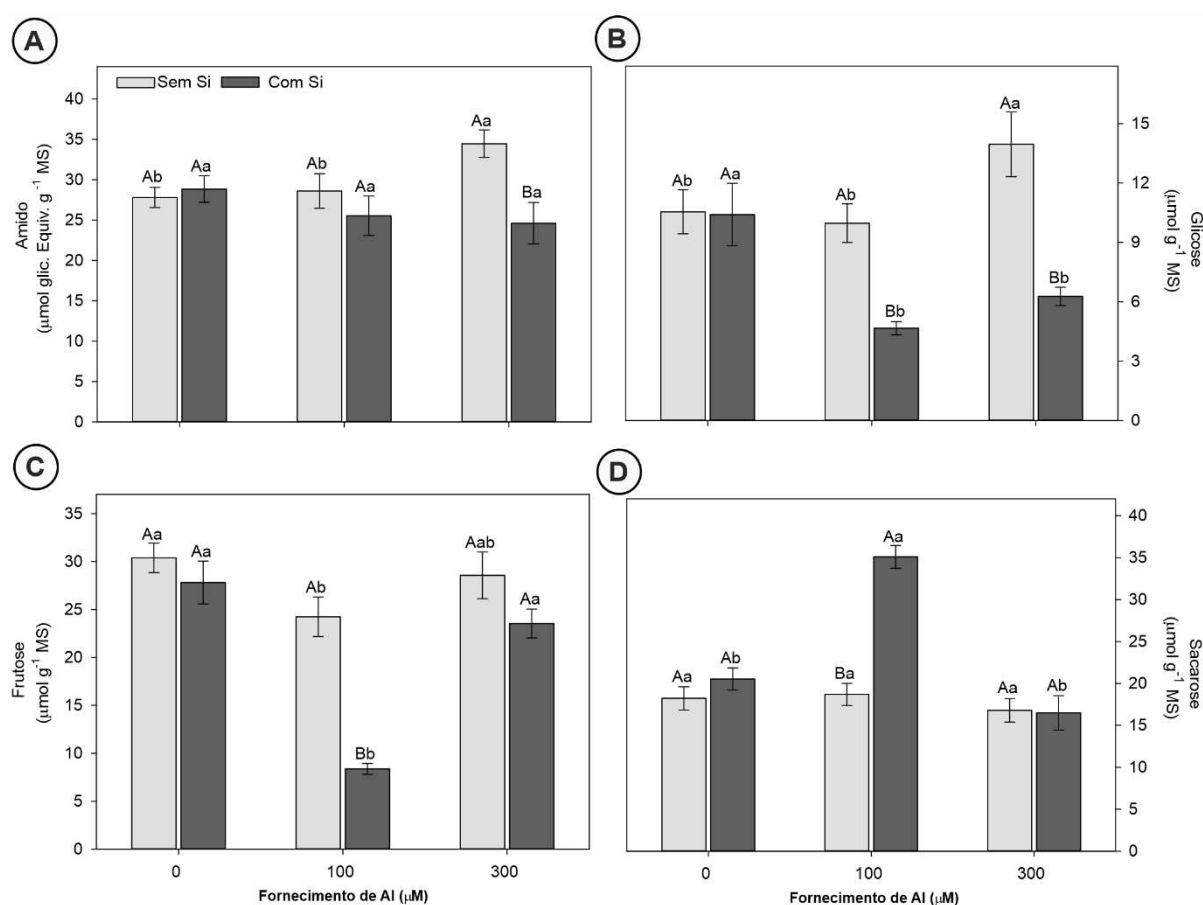 A
Sem Si
Com Si
Amido
(µmol glic. Equiv. g⁻¹ MS)
40
35
30
25
20
15
10
5
0
Ab
Aa
Ab
Aa
Aa
Ba
B
Glicose
(µmol g⁻¹ MS)
15
12
9
6
3
0
Ab
Aa
Ab
Bb
Aa
Bb
C
Frutose
(µmol g⁻¹ MS)
35
30
25
20
15
10
5
0
Aa
Aa
Ab
Bb
Aab
Aa
0
100
300
Fornecimento de Al (µM)
D
Sacarose
(µmol g⁻¹ MS)
40
35
30
25
20
15
10
5
0
Aa
Ab
Ba
Aa
Aa
Ab
0
100
300
Fornecimento de Al (µM)